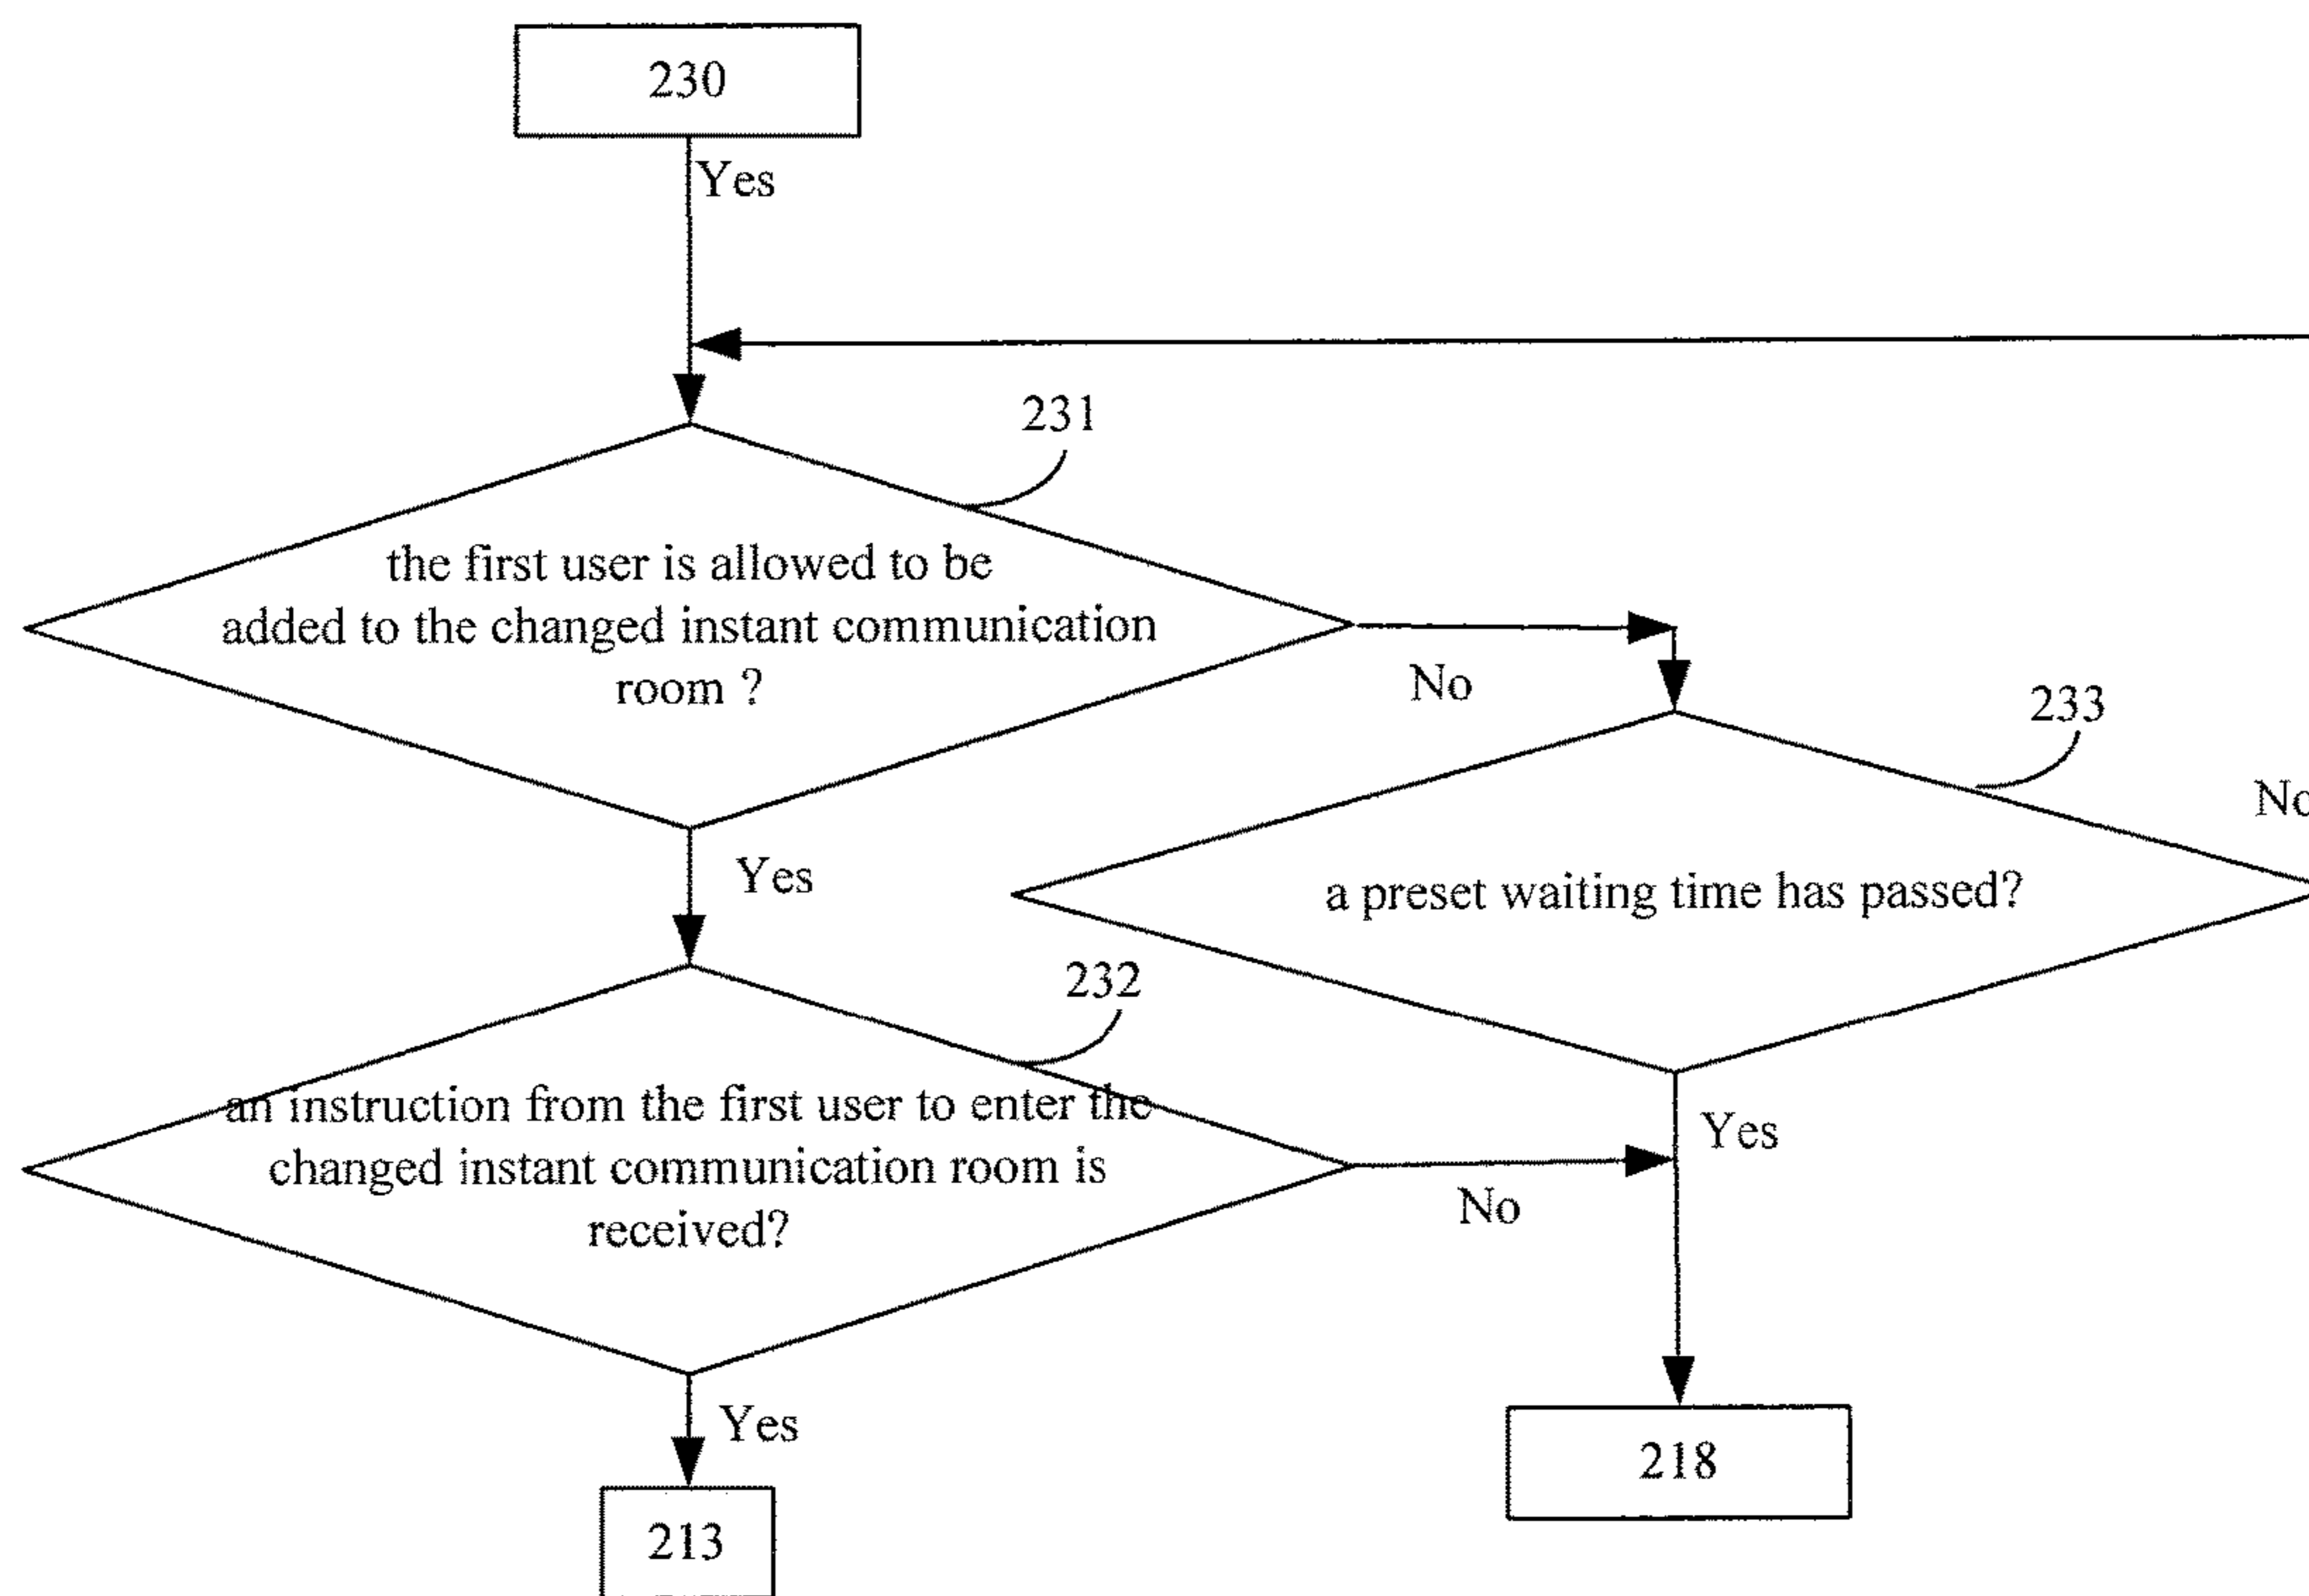 230
Yes
231
the first user is allowed to be
added to the changed instant communication
room ?
No
233
No
a preset waiting time has passed?
Yes
232
an instruction from the first user to enter the
changed instant communication room is
received?
Yes
No
Yes
218
213